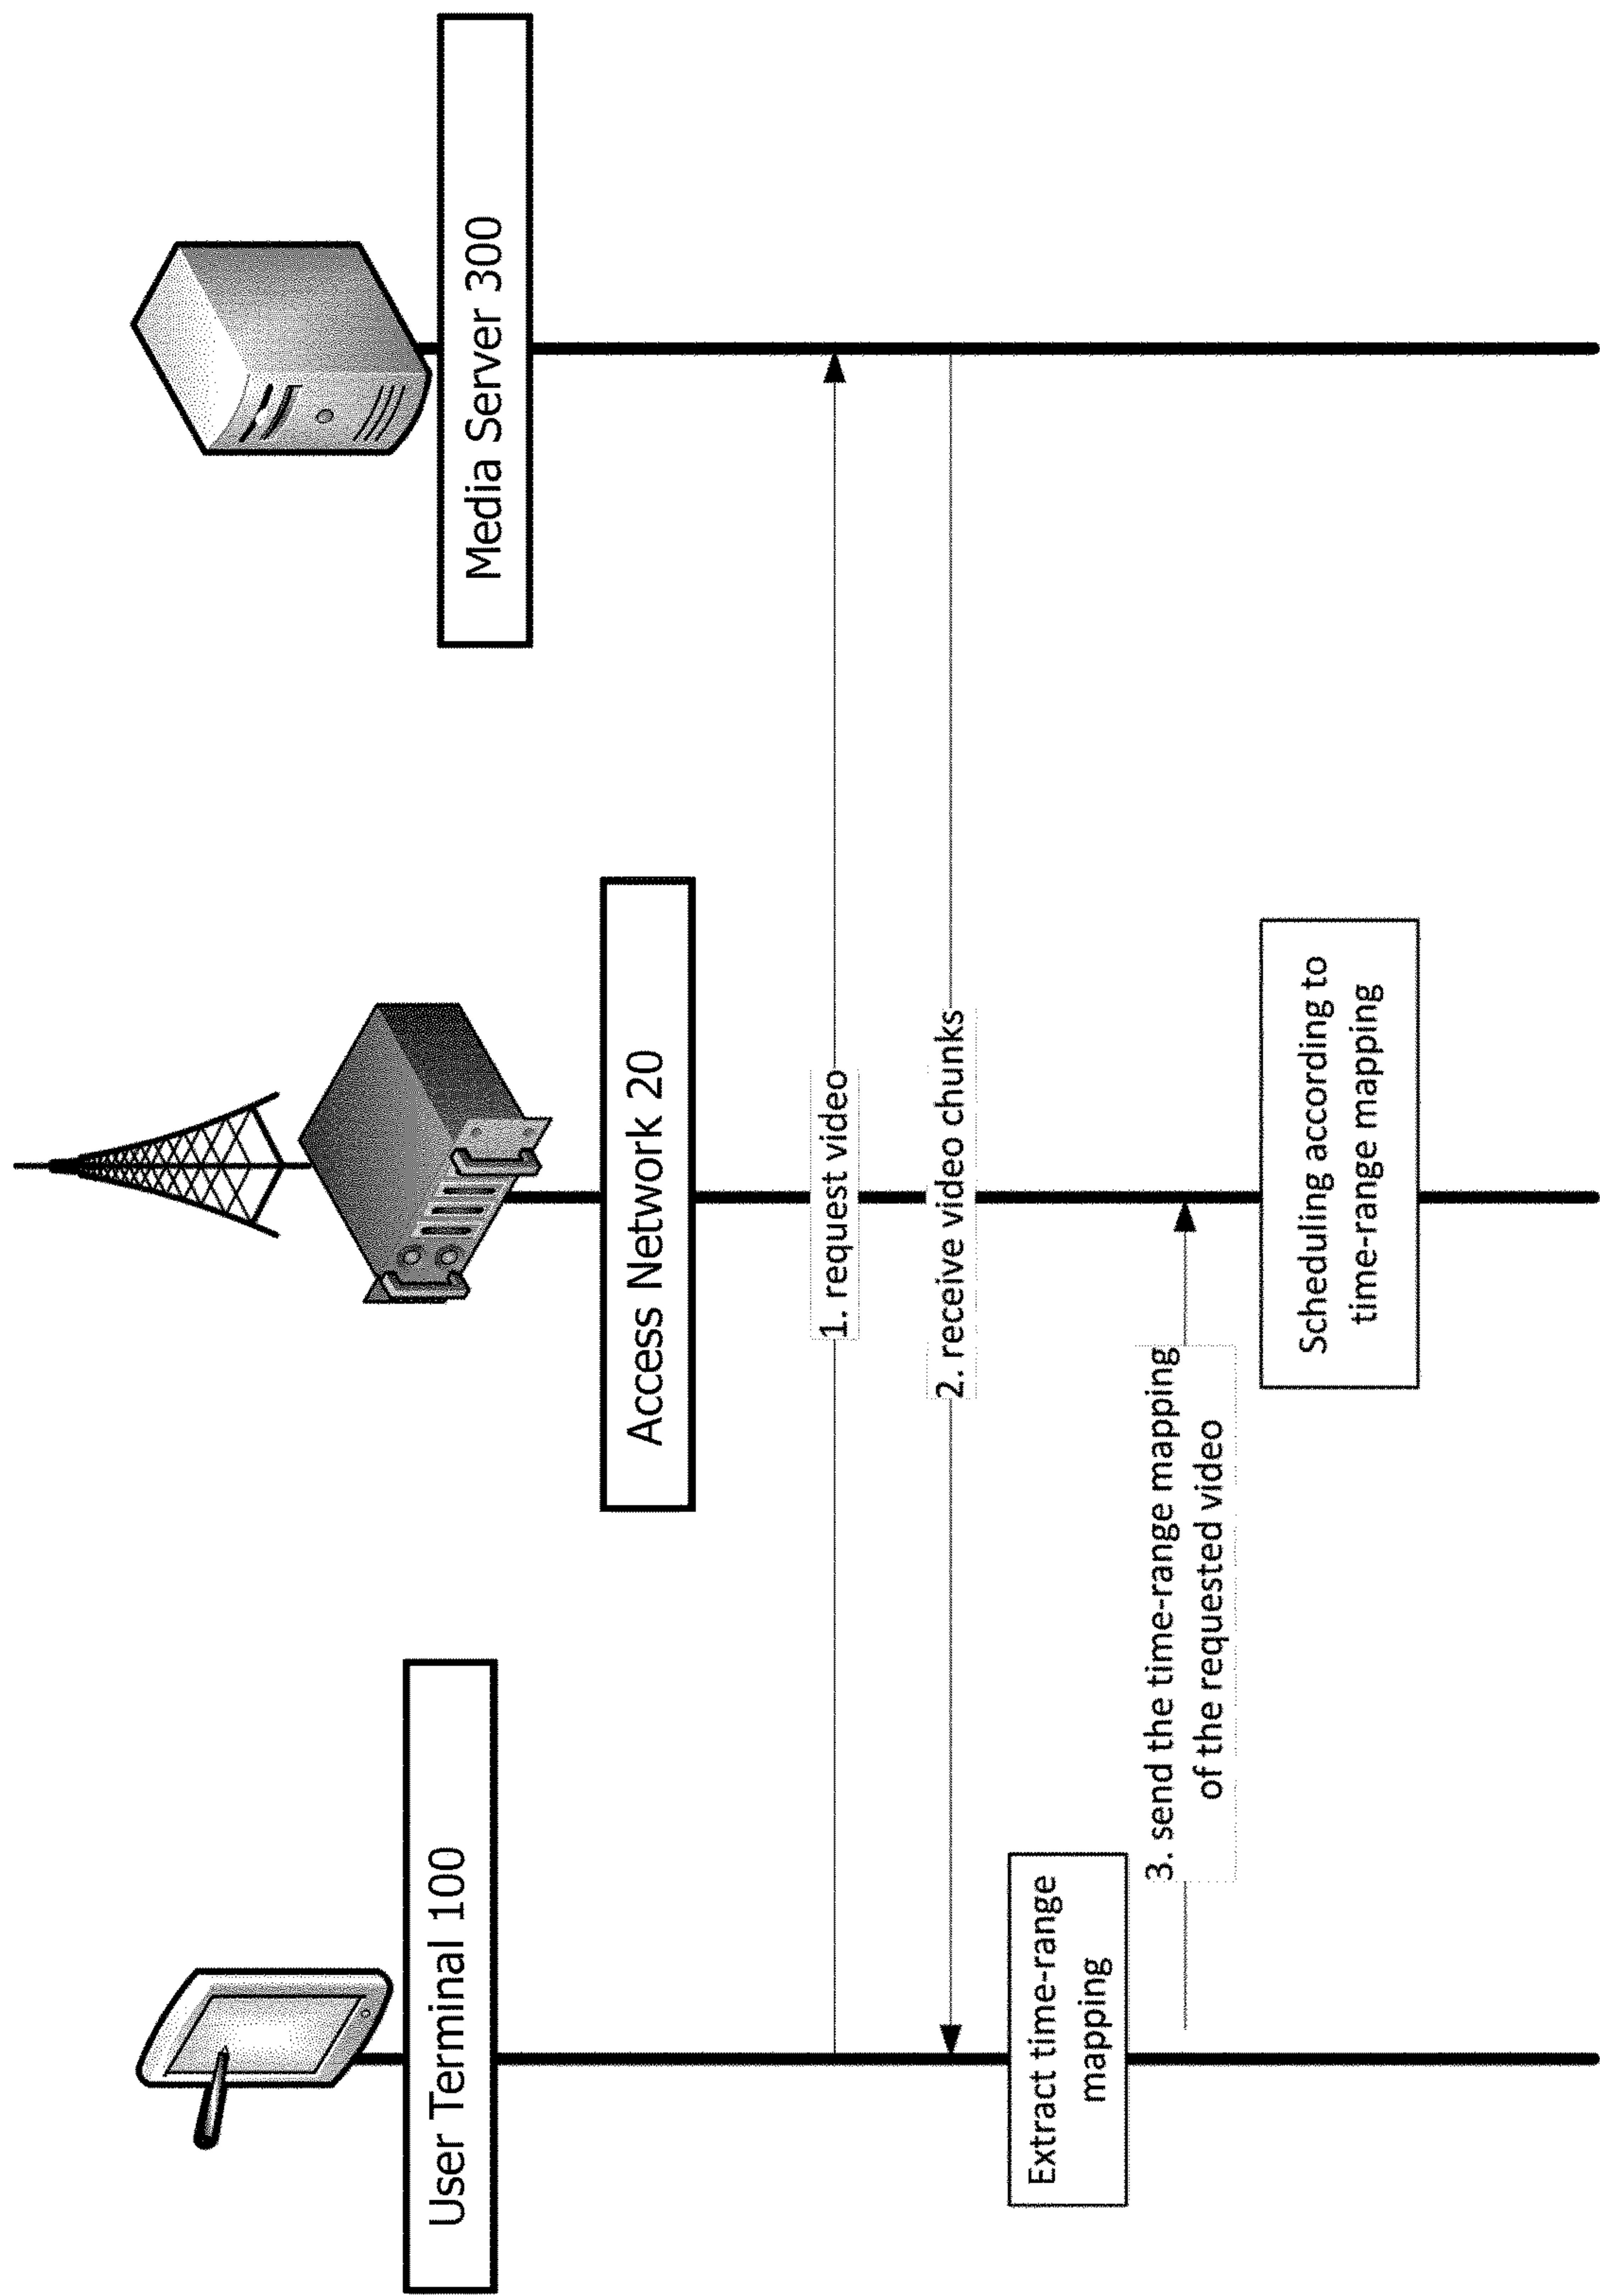 User Terminal 100
Access Network 20
Media Server 300
1. request video
2. receive video chunks
Extract time-range
mapping
3. send the time-range mapping
of the requested video
Scheduling according to
time-range mapping